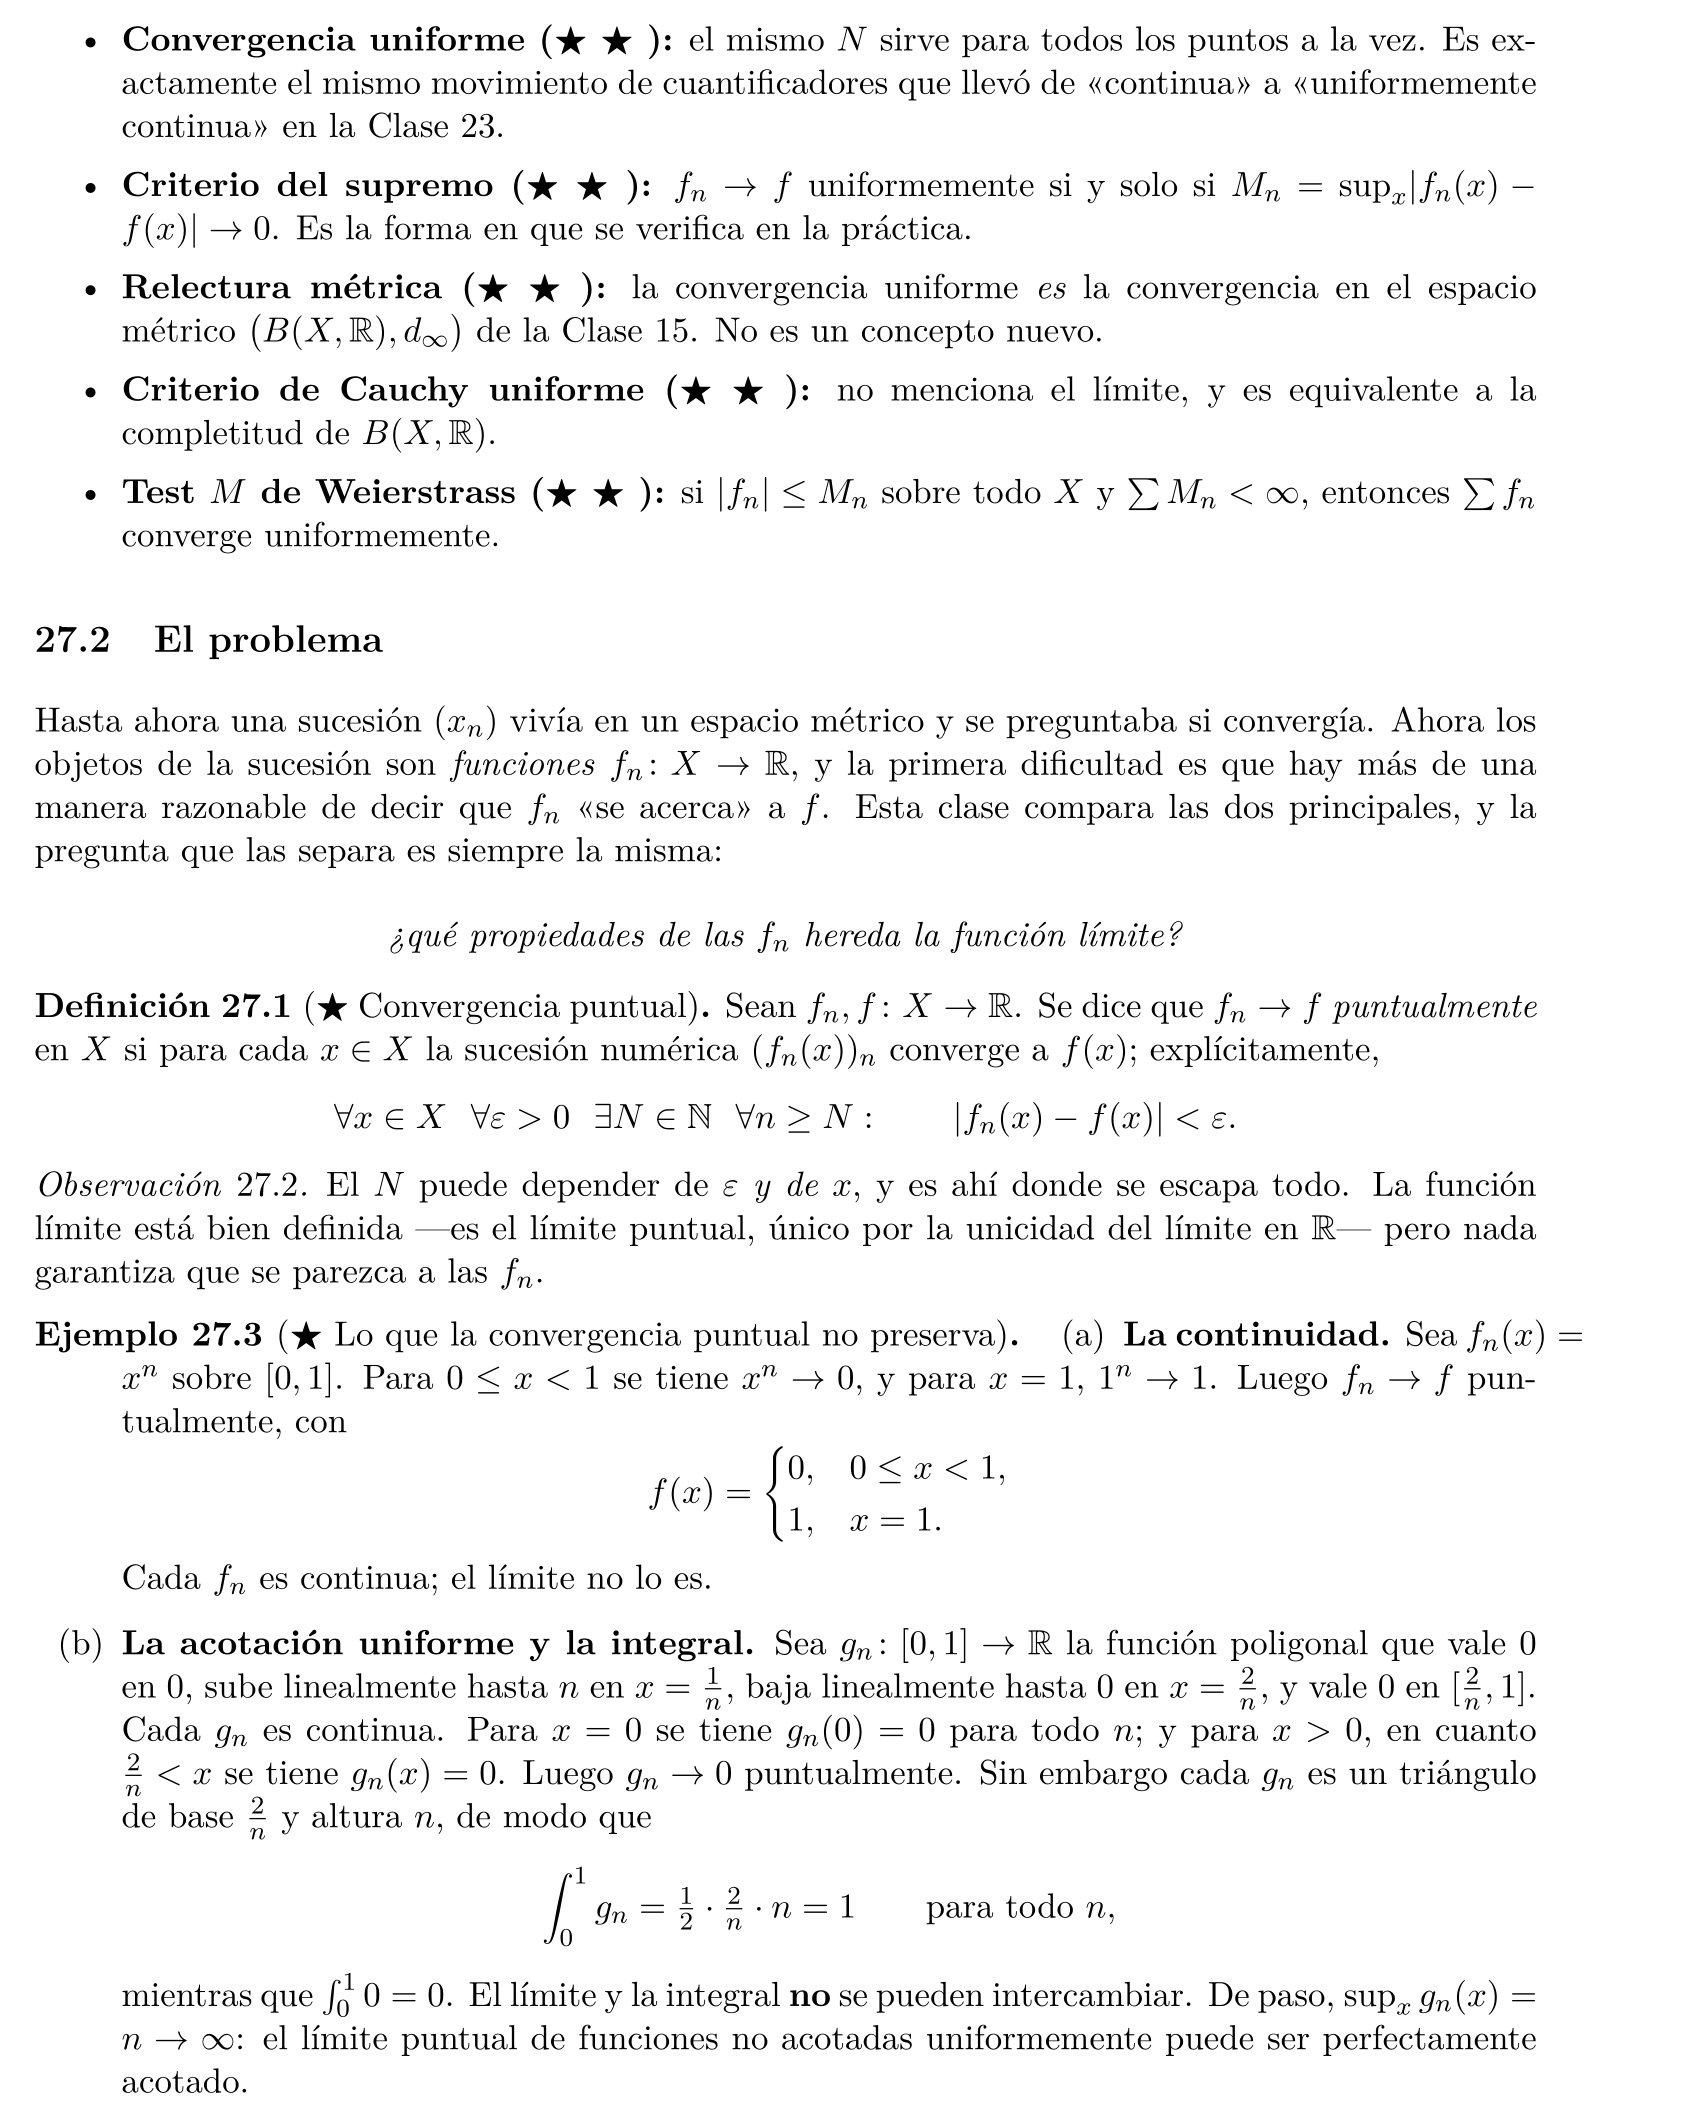 • Convergencia uniforme (★ ★ ): el mismo N sirve para todos los puntos a la vez. Es ex-
actamente el mismo movimiento de cuantificadores que llevó de «continua» a «uniformemente
continua» en la Clase 23.
• Criterio del supremo (★ ★ ): fₙ → f uniformemente si y solo si Mₙ = supₓ|fₙ(x) −
f(x)| → 0. Es la forma en que se verifica en la práctica.
• Relectura métrica (★ ★ ): la convergencia uniforme es la convergencia en el espacio
métrico (B(X, ℝ), d∞) de la Clase 15. No es un concepto nuevo.
• Criterio de Cauchy uniforme (★ ★ ): no menciona el límite, y es equivalente a la
completitud de B(X, ℝ).
• Test M de Weierstrass (★ ★ ): si |fₙ| ≤ Mₙ sobre todo X y ∑ Mₙ < ∞, entonces ∑ fₙ
converge uniformemente.
27.2 El problema
Hasta ahora una sucesión (xₙ) vivía en un espacio métrico y se preguntaba si convergía. Ahora los
objetos de la sucesión son funciones fₙ : X → ℝ, y la primera dificultad es que hay más de una
manera razonable de decir que fₙ «se acerca» a f. Esta clase compara las dos principales, y la
pregunta que las separa es siempre la misma:
¿qué propiedades de las fₙ hereda la función límite?
Definición 27.1 (★ Convergencia puntual). Sean fₙ, f : X → ℝ. Se dice que fₙ → f puntualmente
en X si para cada x ∈ X la sucesión numérica (fₙ(x))ₙ converge a f(x); explícitamente,
∀x ∈ X ∀ε > 0 ∃N ∈ ℕ ∀n ≥ N : |fₙ(x) − f(x)| < ε.
Observación 27.2. El N puede depender de ε y de x, y es ahí donde se escapa todo. La función
límite está bien definida —es el límite puntual, único por la unicidad del límite en ℝ— pero nada
garantiza que se parezca a las fₙ.
Ejemplo 27.3 (★ Lo que la convergencia puntual no preserva). (a) La continuidad. Sea fₙ(x) =
xⁿ sobre [0, 1]. Para 0 ≤ x < 1 se tiene xⁿ → 0, y para x = 1, 1ⁿ → 1. Luego fₙ → f pun-
tualmente, con
f(x) = { 0, 0 ≤ x < 1,
1, x = 1.
Cada fₙ es continua; el límite no lo es.
(b) La acotación uniforme y la integral. Sea gₙ : [0, 1] → ℝ la función poligonal que vale 0
en 0, sube linealmente hasta n en x = 1/n, baja linealmente hasta 0 en x = 2/n, y vale 0 en [2/n, 1].
Cada gₙ es continua. Para x = 0 se tiene gₙ(0) = 0 para todo n; y para x > 0, en cuanto
2/n < x se tiene gₙ(x) = 0. Luego gₙ → 0 puntualmente. Sin embargo cada gₙ es un triángulo
de base 2/n y altura n, de modo que
∫₀¹ gₙ = 1/2 · 2/n · n = 1 para todo n,
mientras que ∫₀¹ 0 = 0. El límite y la integral no se pueden intercambiar. De paso, supₓ gₙ(x) =
n → ∞: el límite puntual de funciones no acotadas uniformemente puede ser perfectamente
acotado.